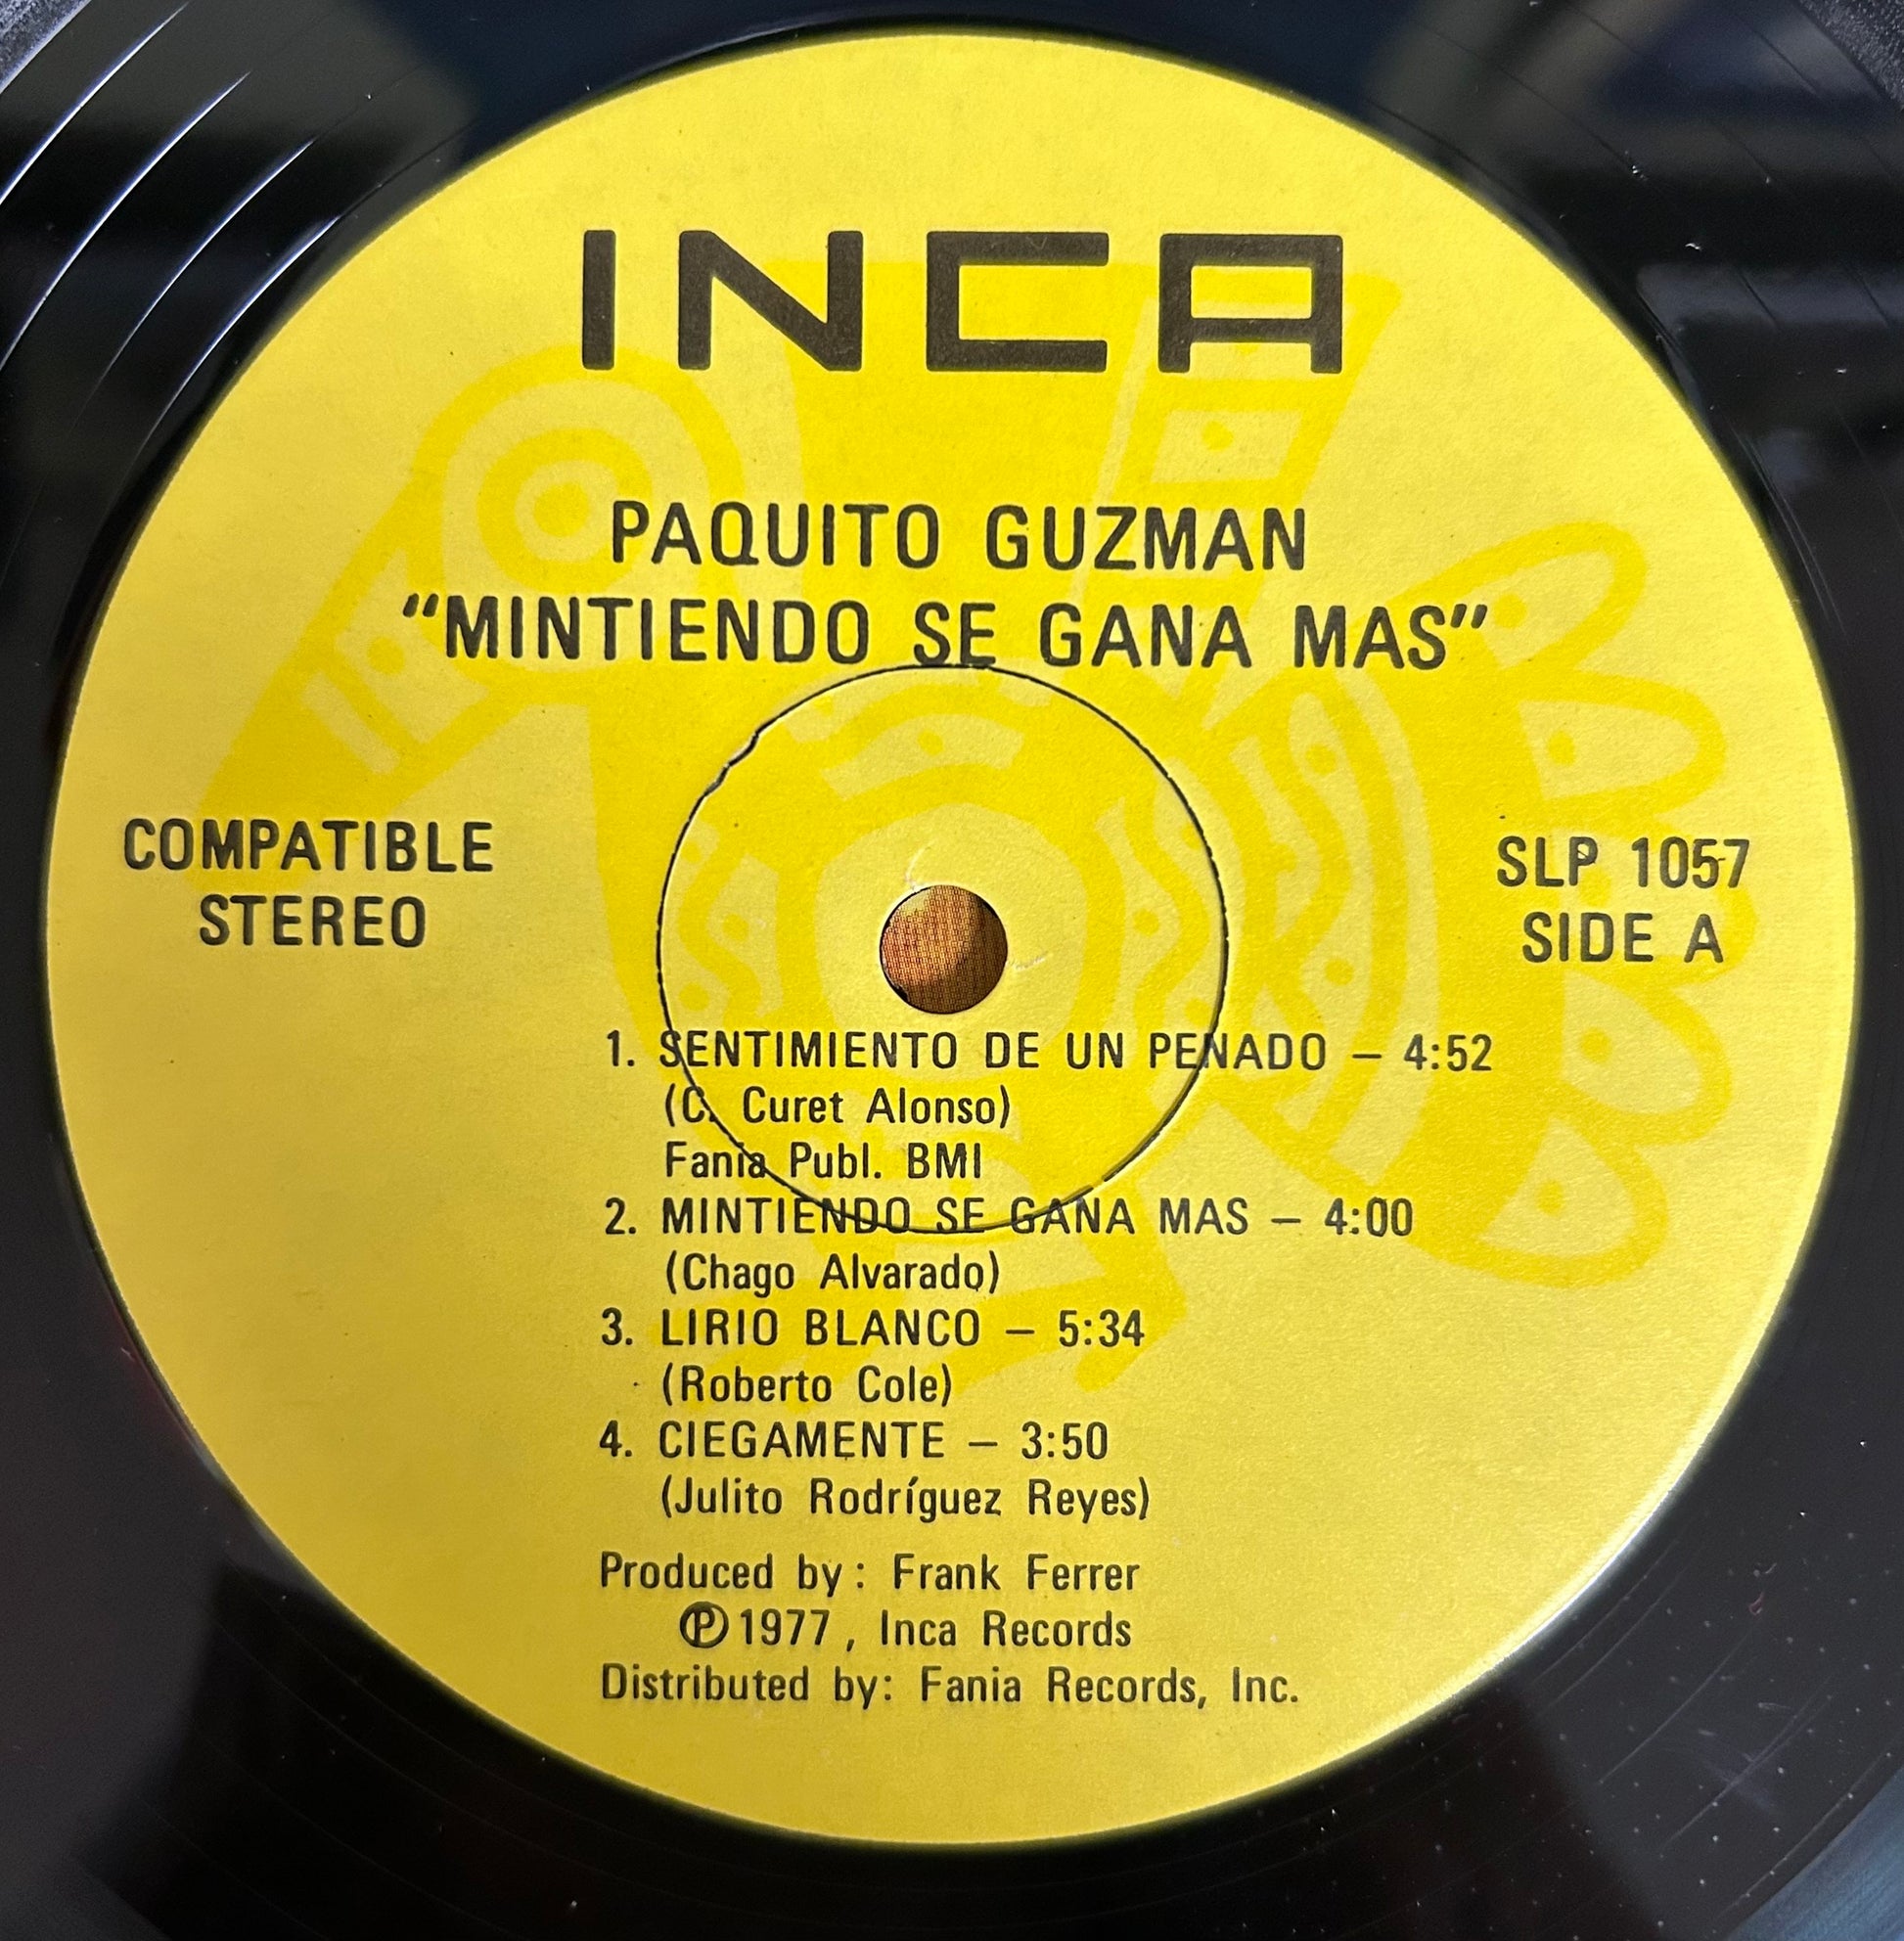 INCA
PAQUITO GUZMAN
"MINTIENDO SE GANA MAS"
COMPATIBLE
STEREO
SLP 1057
SIDE A
1. SENTIMIENTO DE UN PENADO – 4:52
(C. Curet Alonso)
Fania Publ. BMI
2. MINTIENDO SE GANA MAS – 4:00
(Chago Alvarado)
3. LIRIO BLANCO – 5:34
(Roberto Cole)
4. CIEGAMENTE – 3:50
(Julito Rodríguez Reyes)
Produced by: Frank Ferrer
℗ 1977, Inca Records
Distributed by: Fania Records, Inc.